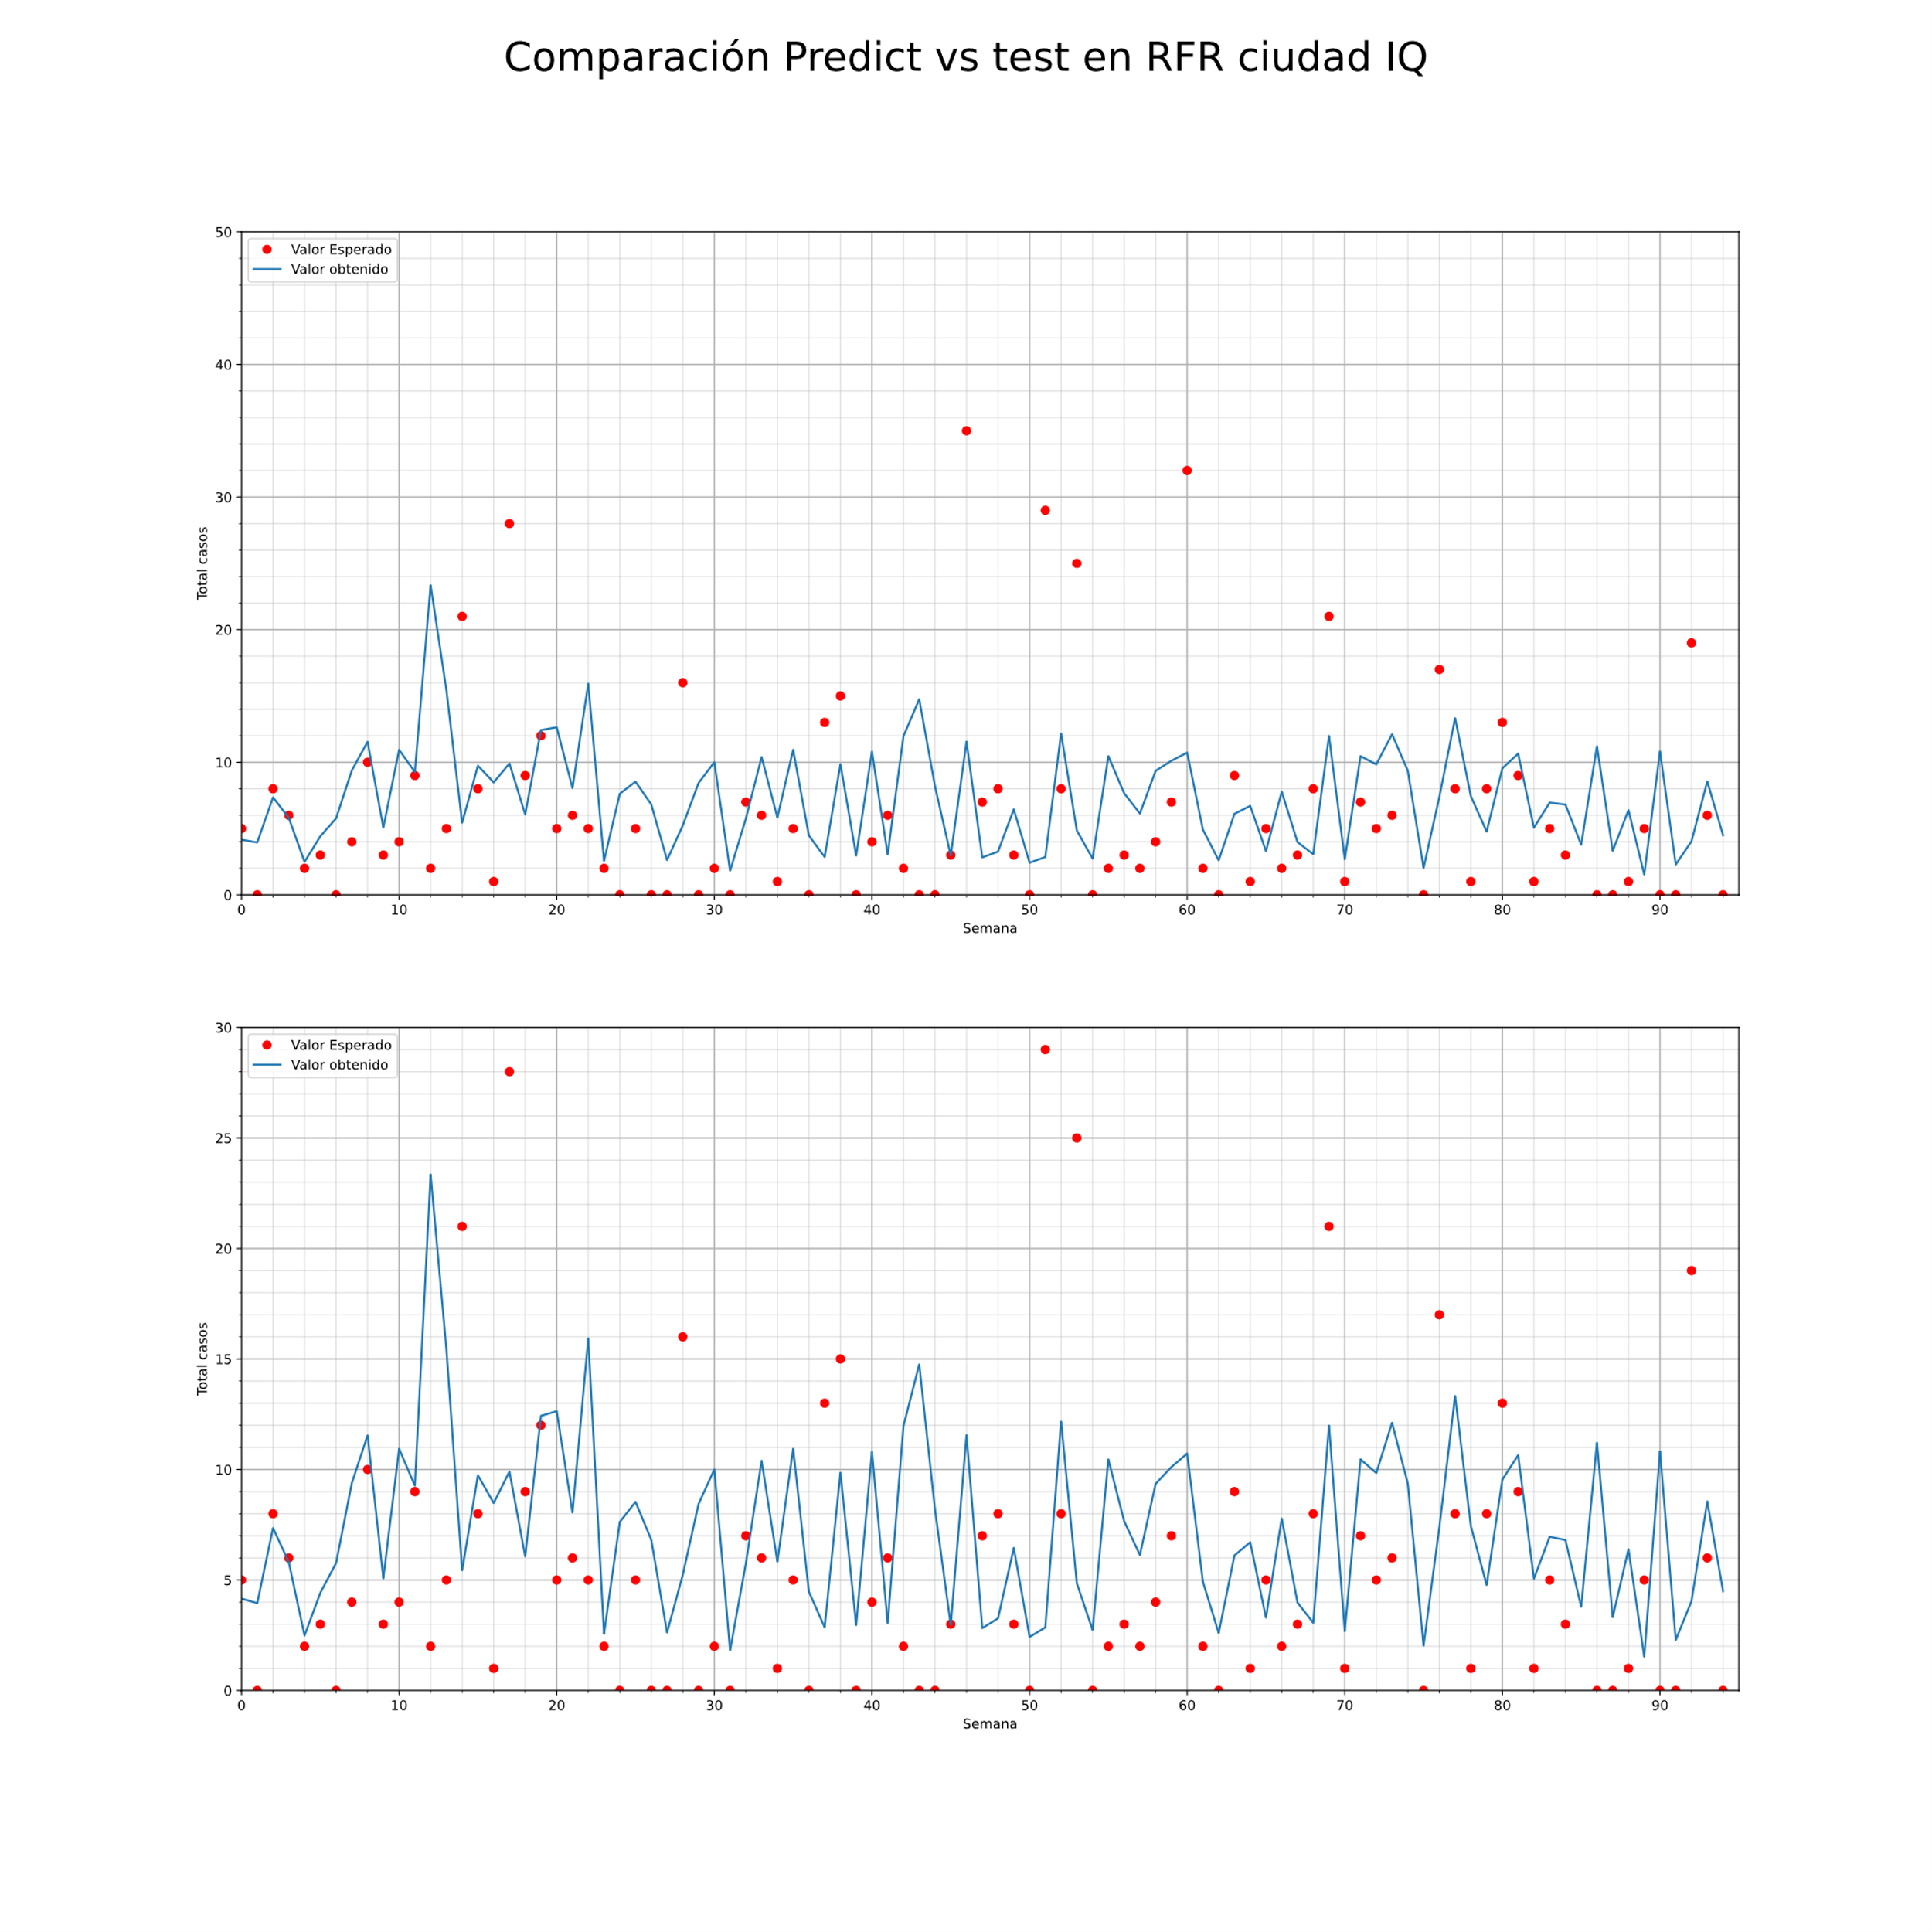 Comparación Predict vs test en RFR ciudad IQ
50
40
30
20
10
0
Total casos
Valor Esperado
Valor obtenido
0 10 20 30 40 50 60 70 80 90
Semana
30
25
20
15
10
5
0
Total casos
Valor Esperado
Valor obtenido
0 10 20 30 40 50 60 70 80 90
Semana